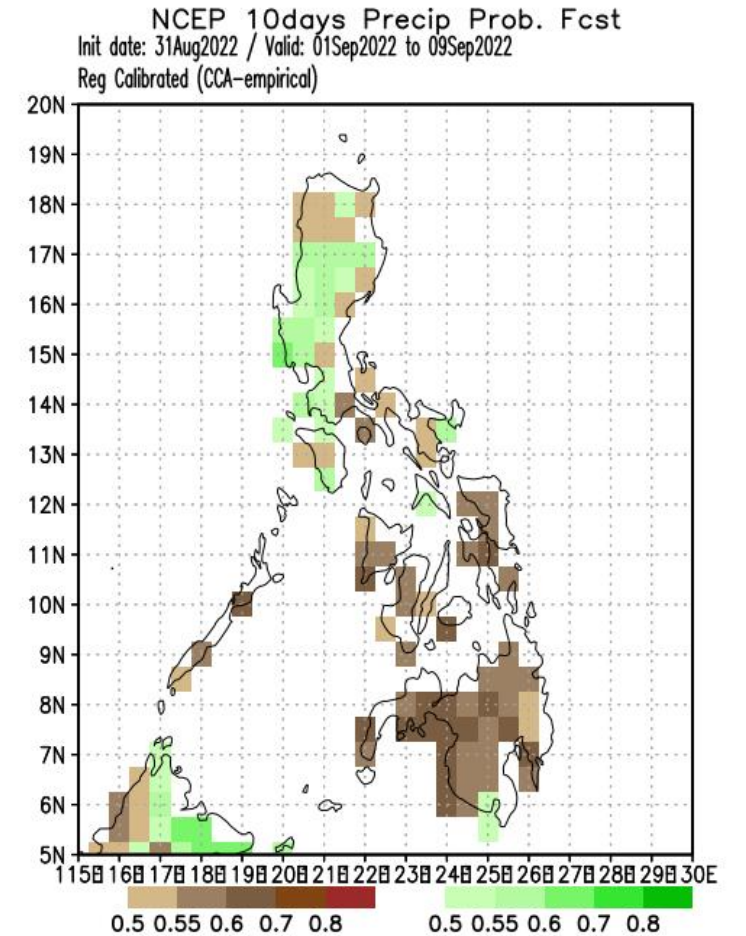 NCEP 10days Precip Prob. Fcst
Init date: 31Aug2022 / Valid: 01Sep2022 to 09Sep2022
Reg Calibrated (CCA-empirical)
20N
19N
18N
17N
16N
15N
14N
13N
12N
11N
10N
9N
8N
7N
6N
5N
115E 116E 117E 118E 119E 120E 121E 122E 123E 124E 125E 126E 127E 128E 129E 130E
0.5 0.55 0.6 0.7 0.8 0.5 0.55 0.6 0.7 0.8